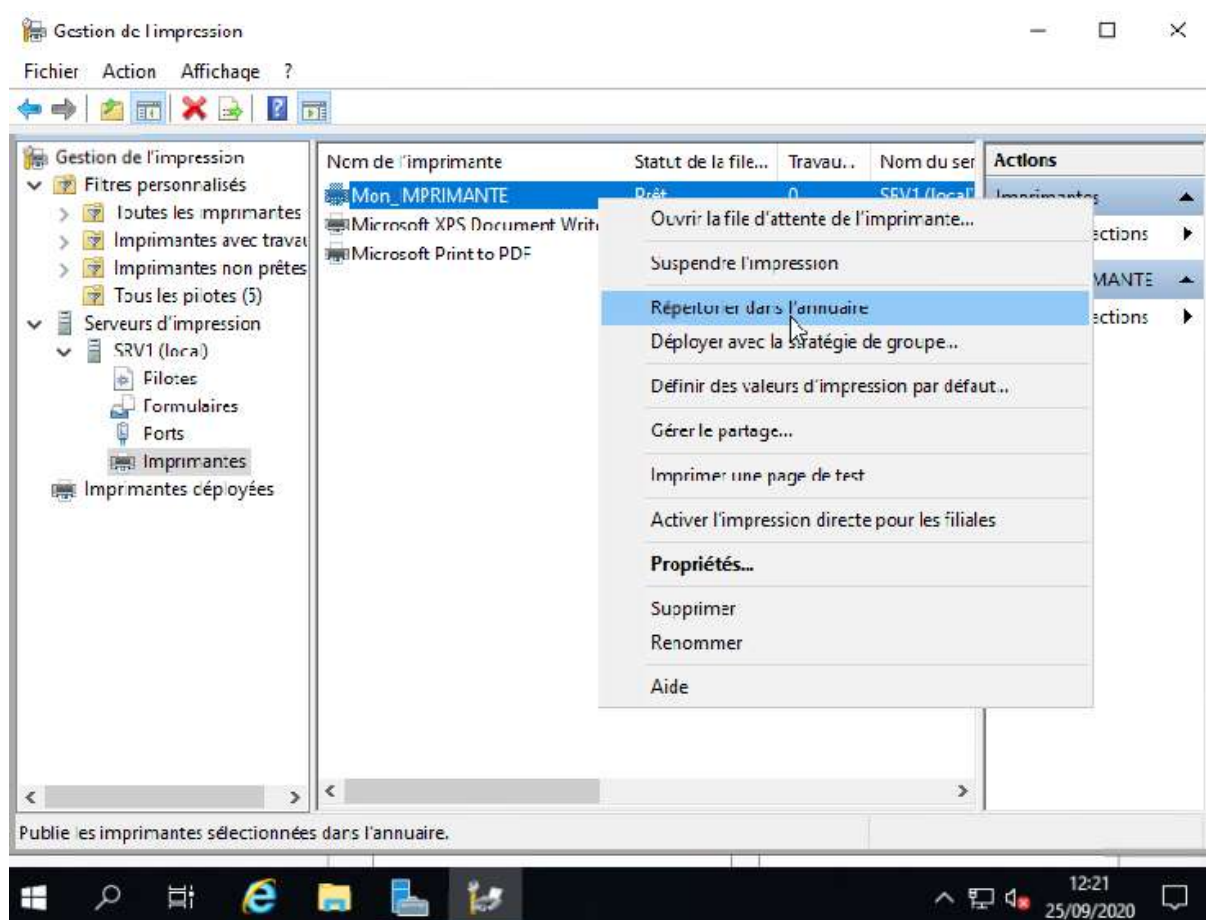 Gestion de l'impression
Fichier Action Affichage ?
Gestion de l'impression
Filtres personnalisés
Toutes les imprimantes
Imprimantes avec travau
Imprimantes non prêtes
Tous les pilotes (5)
Serveurs d'impression
SRV1 (local)
Pilotes
Formulaires
Ports
Imprimantes
Imprimantes déployées
Nom de l'imprimante Statut de la file... Travau... Nom du ser
Mon_IMPRIMANTE Prêt 0 SRV1 (local)
Microsoft XPS Document Write
Microsoft Print to PDF
Ouvrir la file d'attente de l'imprimante...
Suspendre l'impression
Répertorier dans l'annuaire
Déployer avec la stratégie de groupe...
Définir des valeurs d'impression par défaut...
Gérer le partage...
Imprimer une page de test
Activer l'impression directe pour les filiales
Propriétés...
Supprimer
Renommer
Aide
Actions
Imprimantes
ections
MANTE
ections
Publie les imprimantes sélectionnées dans l'annuaire.
12:21
25/09/2020